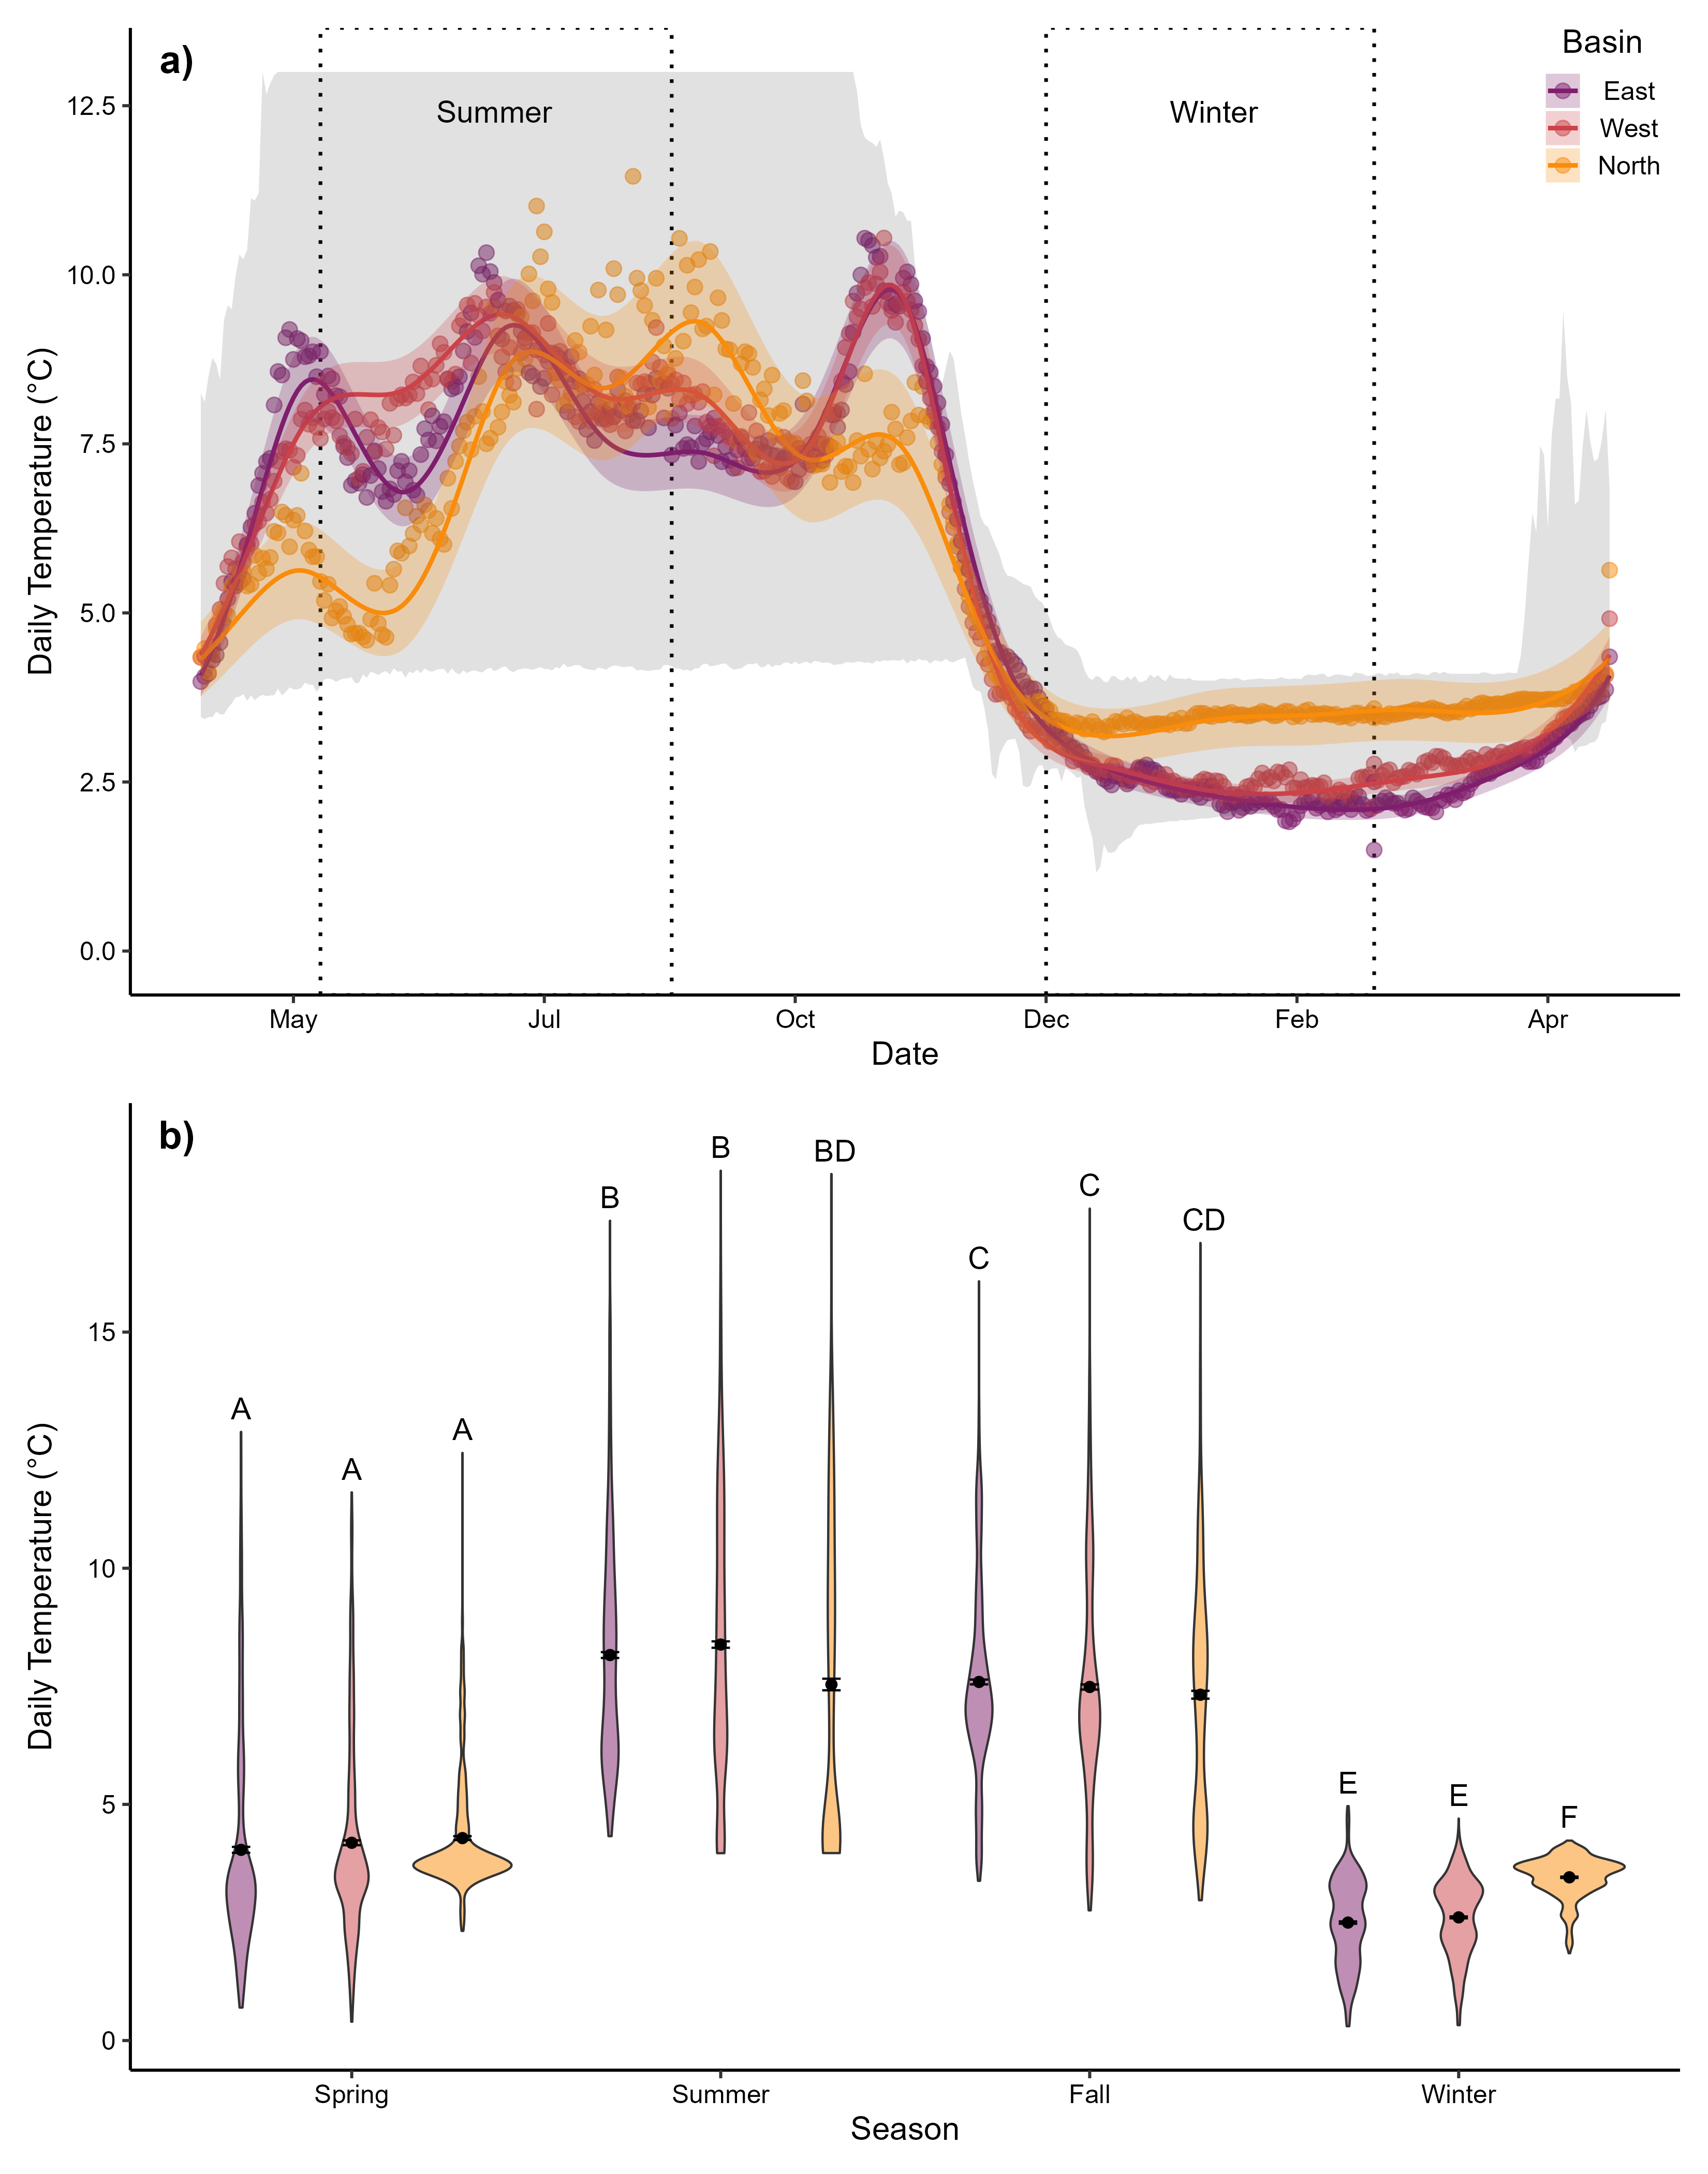 a)
Basin
East
West
North
Summer
Winter
12.5
10.0
7.5
5.0
2.5
0.0
Daily Temperature (°C)
May Jul Oct Dec Feb Apr
Date
b)
A A A B B BD C C CD E E F
15
10
5
0
Daily Temperature (°C)
Spring Summer Fall Winter
Season